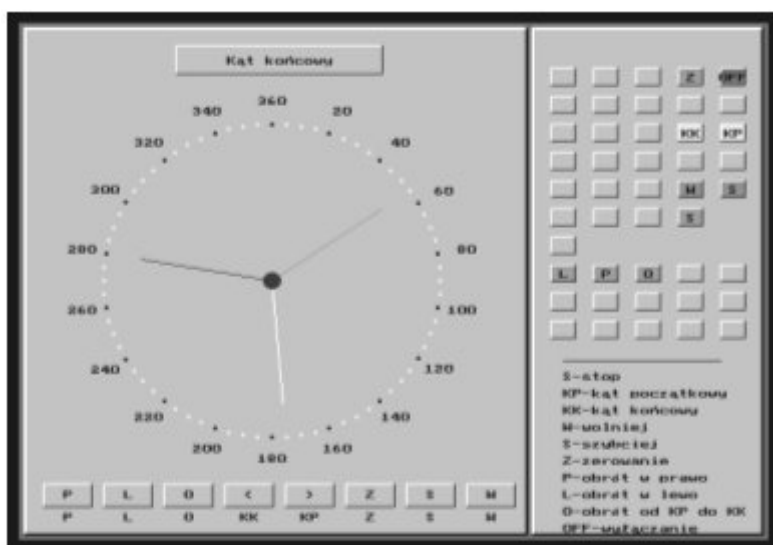 Kąt końcowy
360
340 20
320 40
300 60
280 80
260 100
240 120
220 140
200 160
180
P L O < > Z S W
P L O KK KP Z S W
Z OFF
KK KP
W S
S
L P O
S-stop
KP-kąt początkowy
KK-kąt końcowy
W-wolniej
S-szybciej
Z-zerowanie
P-obrót w prawo
L-obrót w lewo
O-obrót od KP do KK
OFF-wyłączanie